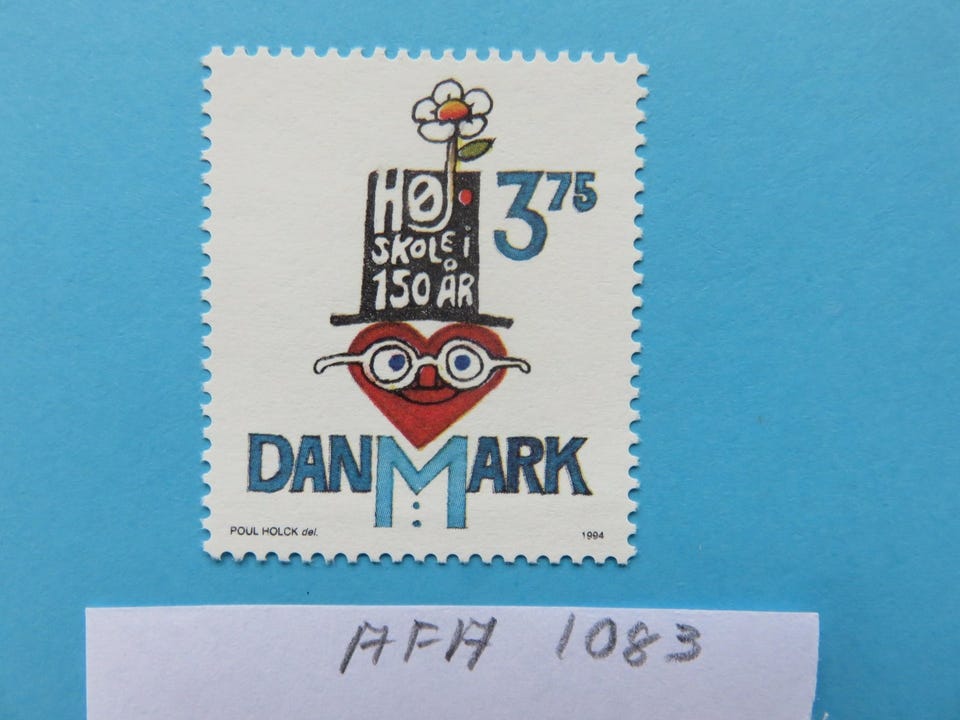 HØJ
SKOLE i
150 ÅR
3 75
DANMARK
POUL HOLCK del.
1994
AFA 1083